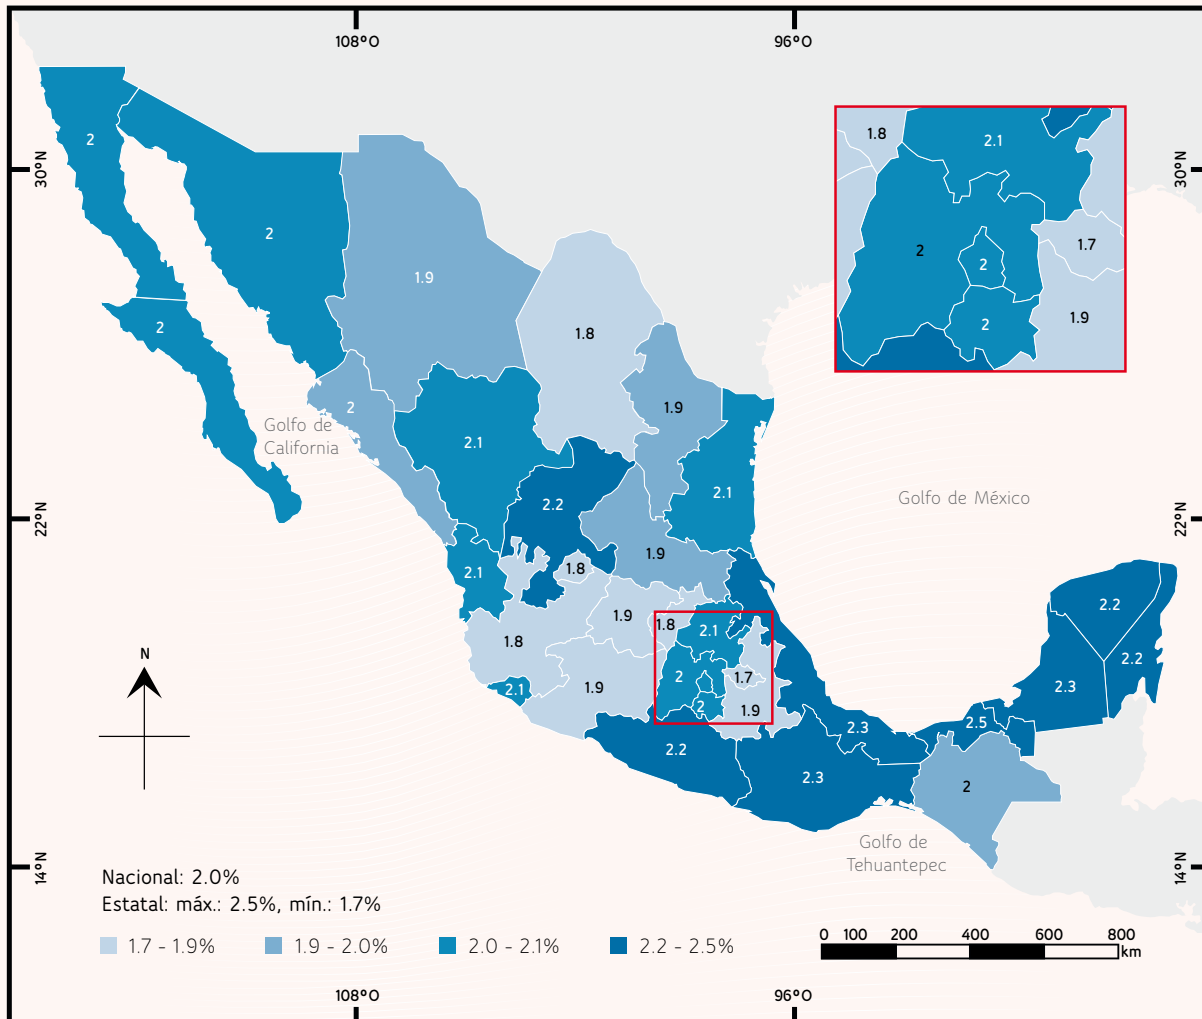 108°O 96°O
30°N 30°N
1.8 2.1
1.7
2
2
2 1.9
2
2
1.9
2
1.8
2
1.9
Golfo de
California
2.1
2.1
2.2
Golfo de México
22°N 22°N
1.9
2.1
1.8
2.2
1.9
1.8
2.1
1.8
2.2
1.7
2
2.3
1.9
2.1
2
1.9
2.5
2.3
2.2
2.3
2
N
Golfo de
Tehuantepec
14°N 14°N
Nacional: 2.0%
Estatal: máx.: 2.5%, mín.: 1.7%
1.7 - 1.9% 1.9 - 2.0% 2.0 - 2.1% 2.2 - 2.5%
0 100 200 400 600 800
km
108°O 96°O